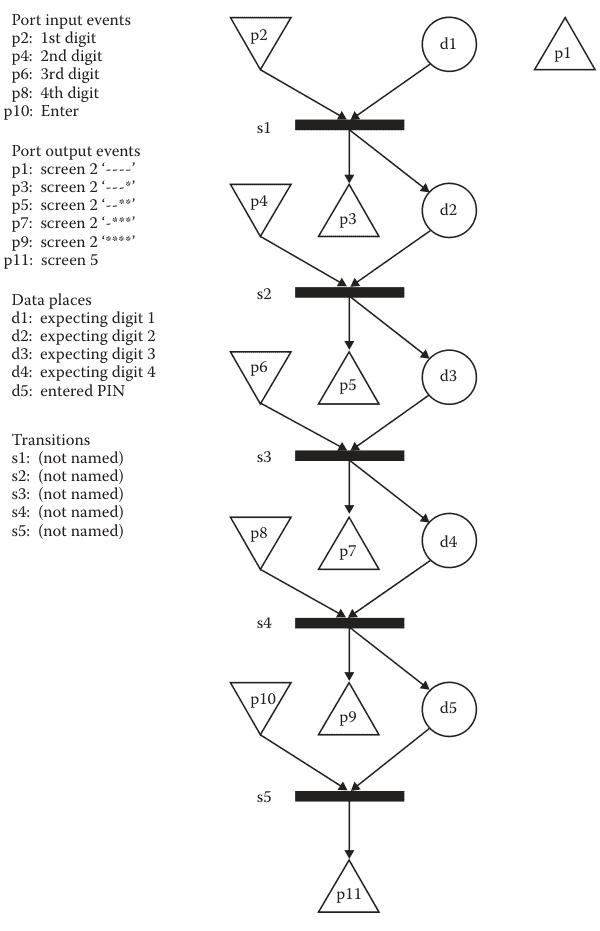 Port input events
p2: 1st digit
p4: 2nd digit
p6: 3rd digit
p8: 4th digit
p10: Enter
Port output events
p1: screen 2 ‘----’
p3: screen 2 ‘---*’
p5: screen 2 ‘--**’
p7: screen 2 ‘-***’
p9: screen 2 ‘****’
p11: screen 5
Data places
d1: expecting digit 1
d2: expecting digit 2
d3: expecting digit 3
d4: expecting digit 4
d5: entered PIN
Transitions
s1: (not named)
s2: (not named)
s3: (not named)
s4: (not named)
s5: (not named)
p2
d1
p1
s1
p4
p3
d2
s2
p6
p5
d3
s3
p8
p7
d4
s4
p10
p9
d5
s5
p11